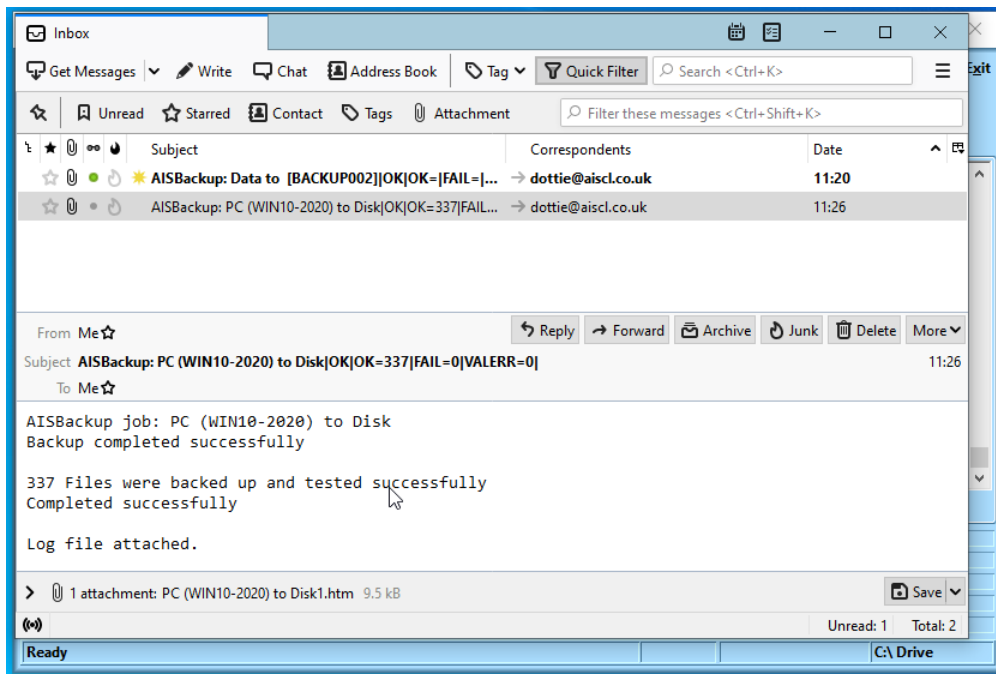 Inbox
Get Messages Write Chat Address Book Tag Quick Filter Search <Ctrl+K>
Exit
Unread Starred Contact Tags Attachment Filter these messages <Ctrl+Shift+K>
Subject Correspondents Date
AISBackup: Data to [BACKUP002]|OK|OK=|FAIL=|... dottie@aiscl.co.uk 11:20
AISBackup: PC (WIN10-2020) to Disk|OK|OK=337|FAIL... dottie@aiscl.co.uk 11:26
From Me Reply Forward Archive Junk Delete More
Subject AISBackup: PC (WIN10-2020) to Disk|OK|OK=337|FAIL=0|VALERR=0| 11:26
To Me
AISBackup job: PC (WIN10-2020) to Disk
Backup completed successfully
337 Files were backed up and tested successfully
Completed successfully
Log file attached.
1 attachment: PC (WIN10-2020) to Disk1.htm 9.5 kB Save
Unread: 1 Total: 2
Ready C:\ Drive